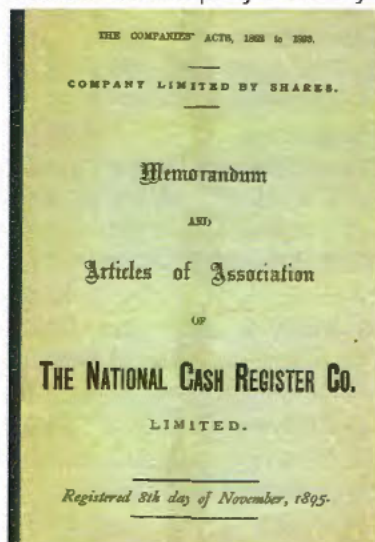 THE COMPANIES' ACTS, 1862 to 1893.
COMPANY LIMITED BY SHARES.
Memorandum
AND
Articles of Association
OF
THE NATIONAL CASH REGISTER CO.
LIMITED.
Registered 8th day of November, 1895.